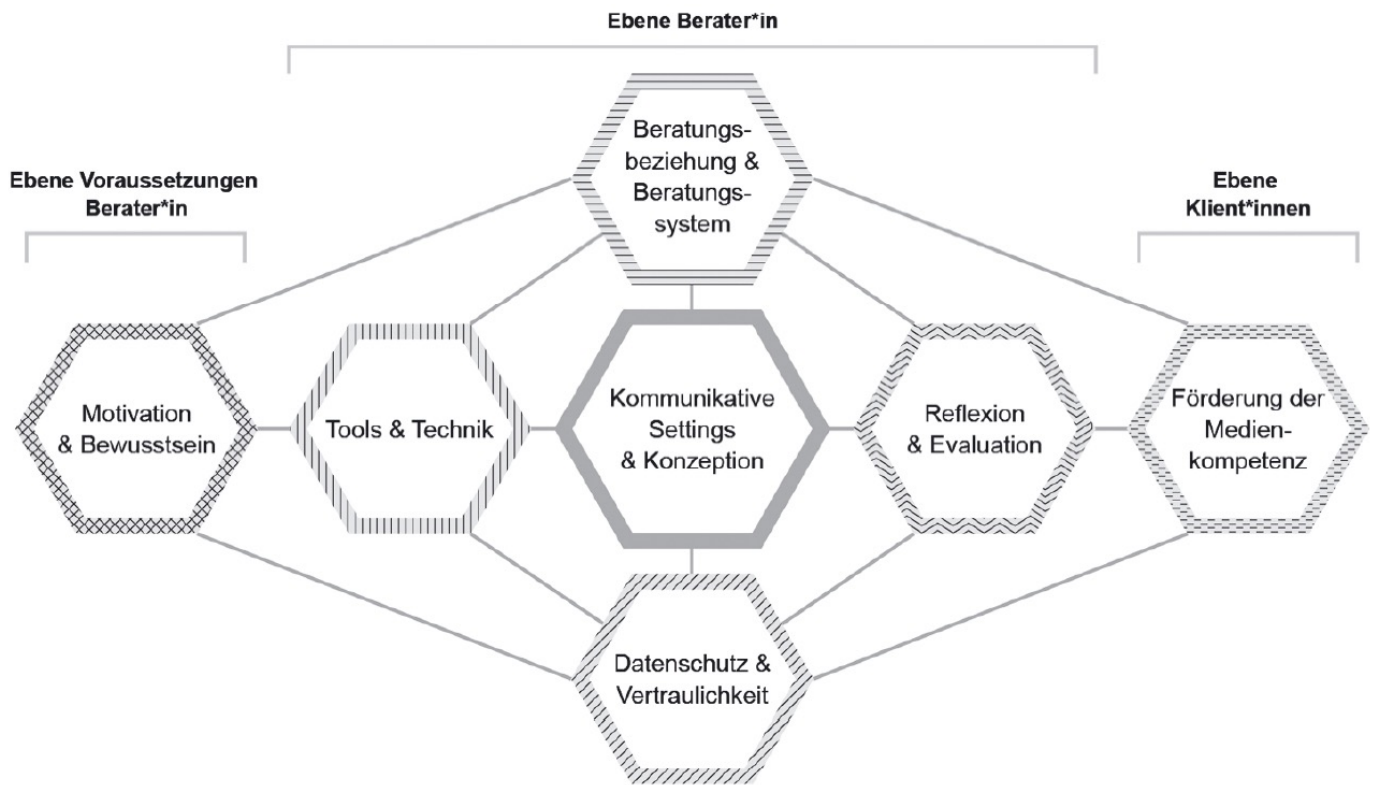 Ebene Berater*in
Ebene Voraussetzungen
Berater*in
Ebene
Klient*innen
Beratungs-
beziehung &
Beratungs-
system
Motivation
& Bewusstsein
Tools & Technik
Kommunikative
Settings
& Konzeption
Reflexion
& Evaluation
Förderung der
Medien-
kompetenz
Datenschutz &
Vertraulichkeit